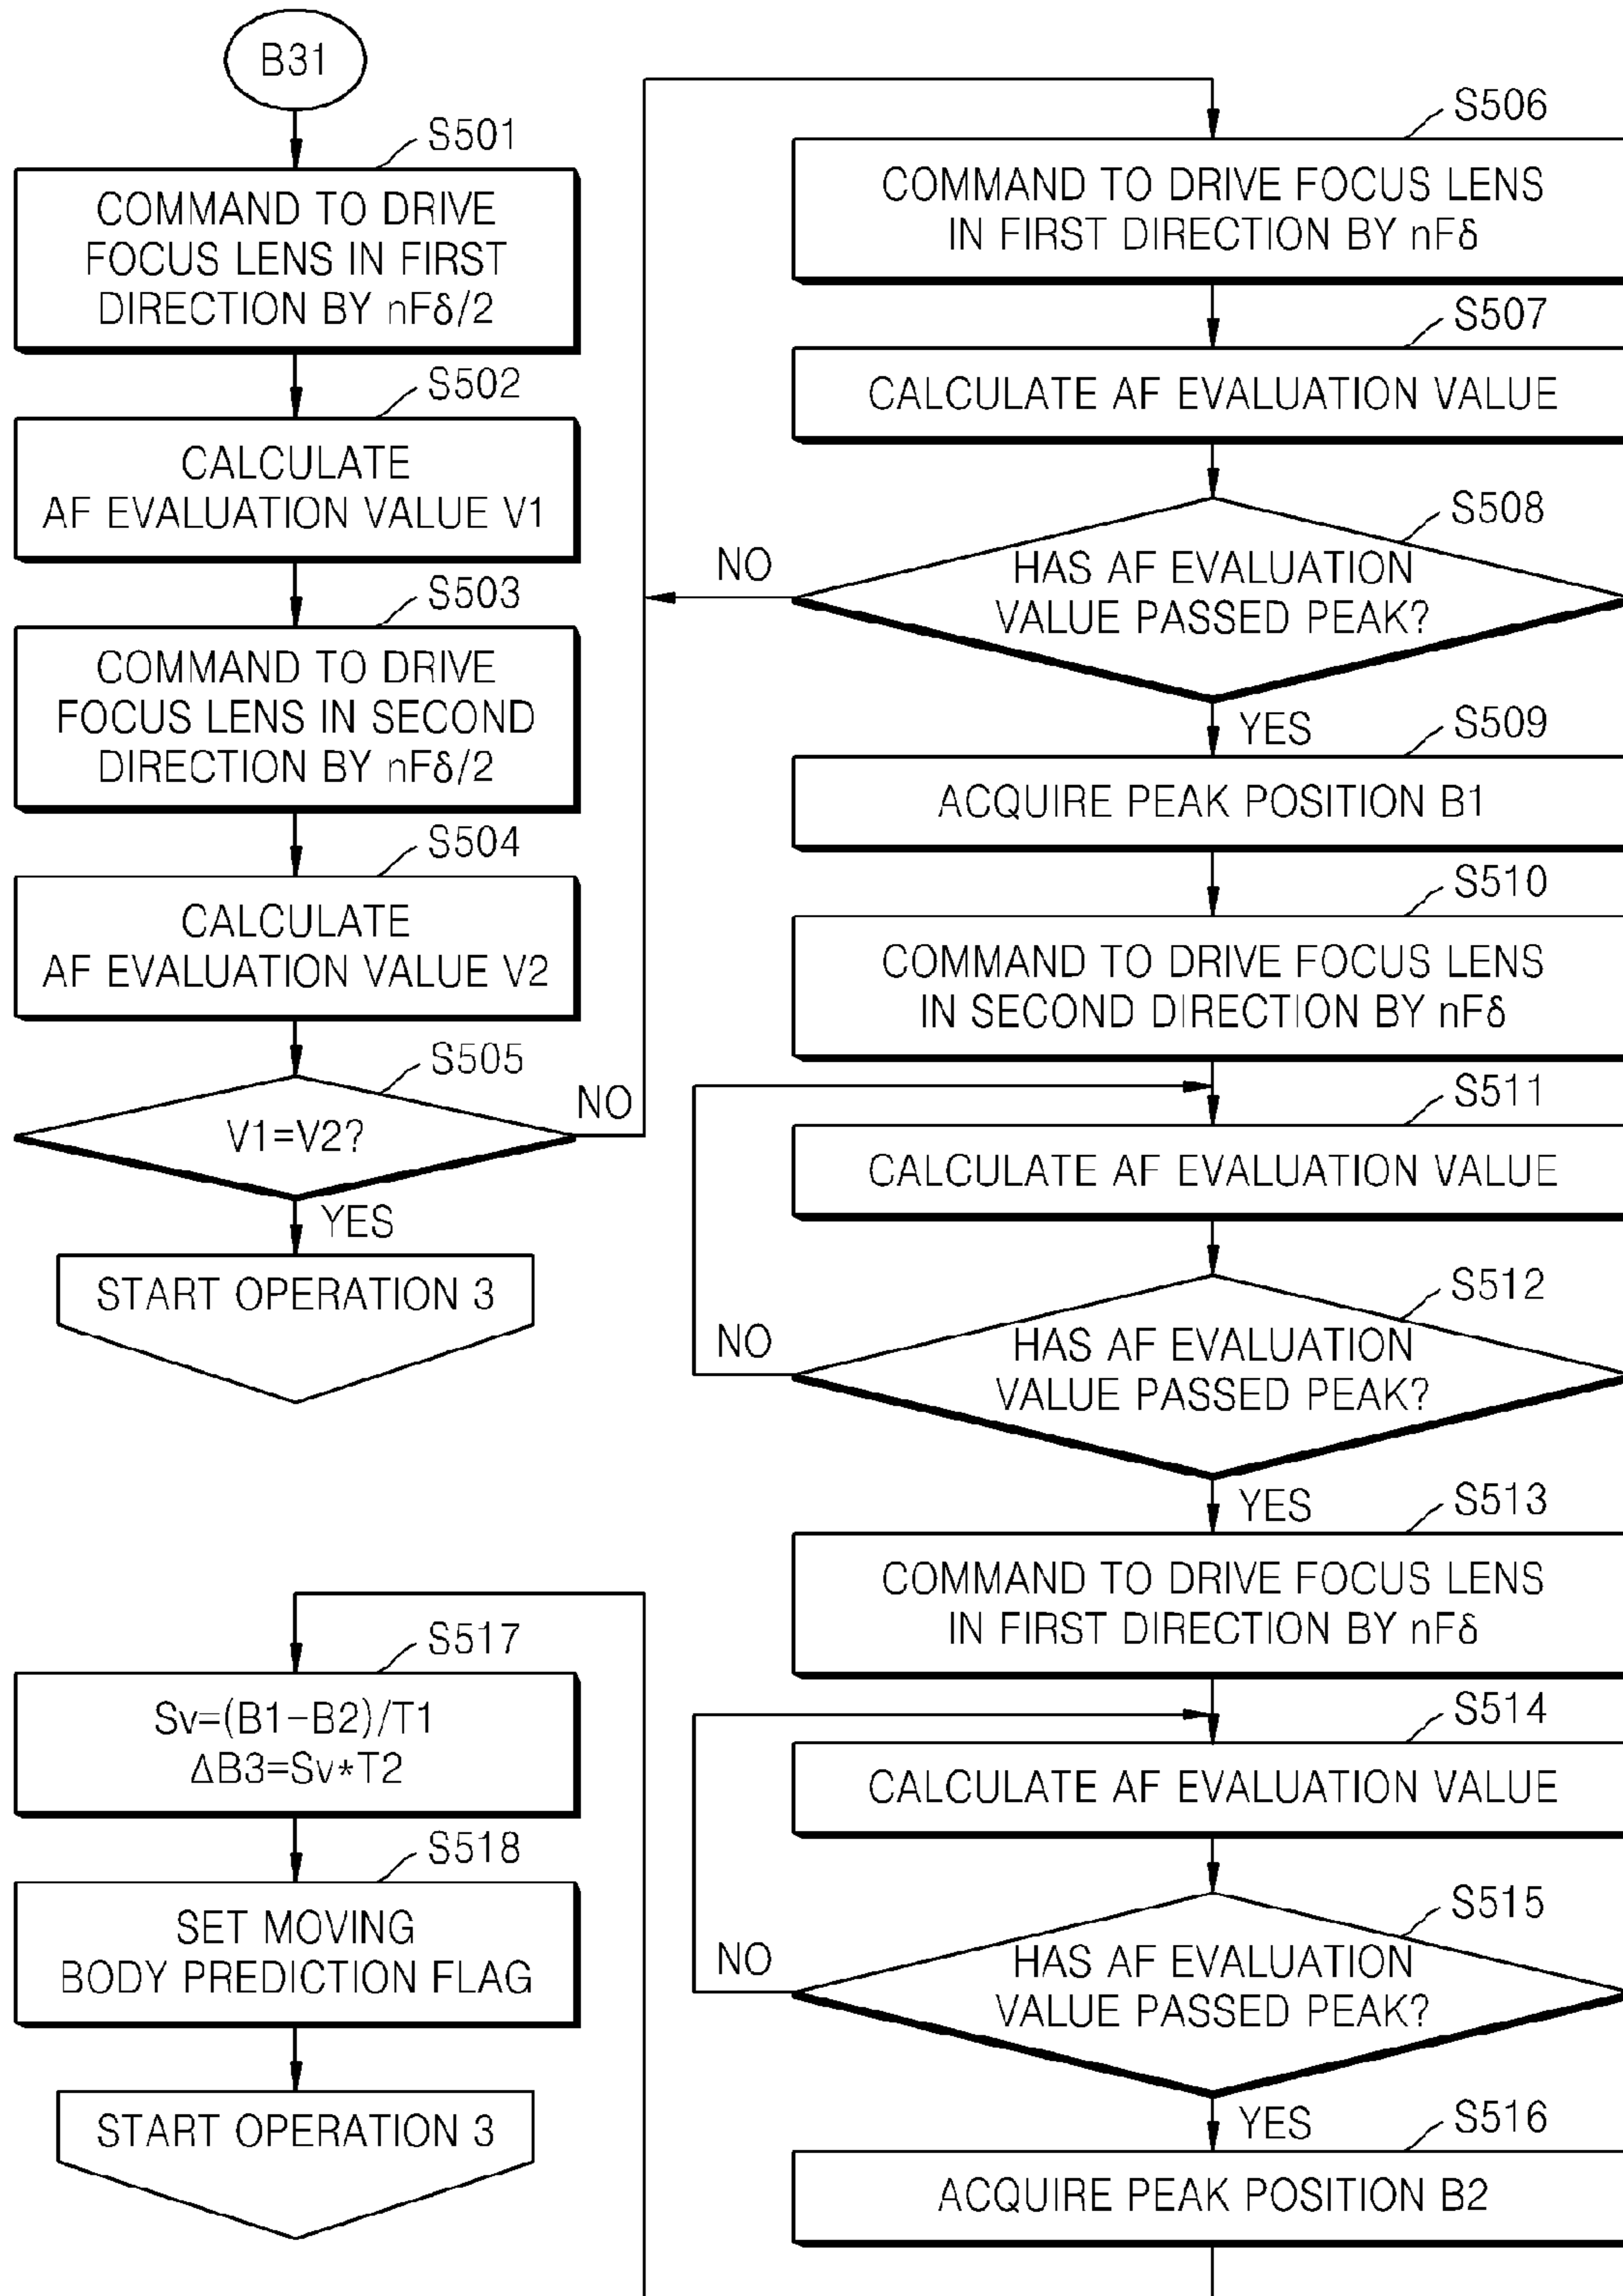 B31
S501
COMMAND TO DRIVE
FOCUS LENS IN FIRST
DIRECTION BY nFδ/2
S502
CALCULATE
AF EVALUATION VALUE V1
S503
COMMAND TO DRIVE
FOCUS LENS IN SECOND
DIRECTION BY nFδ/2
S504
CALCULATE
AF EVALUATION VALUE V2
S505
V1=V2?
NO
YES
START OPERATION 3
S506
COMMAND TO DRIVE FOCUS LENS
IN FIRST DIRECTION BY nFδ
S507
CALCULATE AF EVALUATION VALUE
S508
HAS AF EVALUATION
VALUE PASSED PEAK?
NO
YES
S509
ACQUIRE PEAK POSITION B1
S510
COMMAND TO DRIVE FOCUS LENS
IN SECOND DIRECTION BY nFδ
S511
CALCULATE AF EVALUATION VALUE
S512
HAS AF EVALUATION
VALUE PASSED PEAK?
NO
YES
S513
COMMAND TO DRIVE FOCUS LENS
IN FIRST DIRECTION BY nFδ
S514
CALCULATE AF EVALUATION VALUE
S515
HAS AF EVALUATION
VALUE PASSED PEAK?
NO
YES
S516
ACQUIRE PEAK POSITION B2
S517
Sv=(B1-B2)/T1
ΔB3=Sv*T2
S518
SET MOVING
BODY PREDICTION FLAG
START OPERATION 3